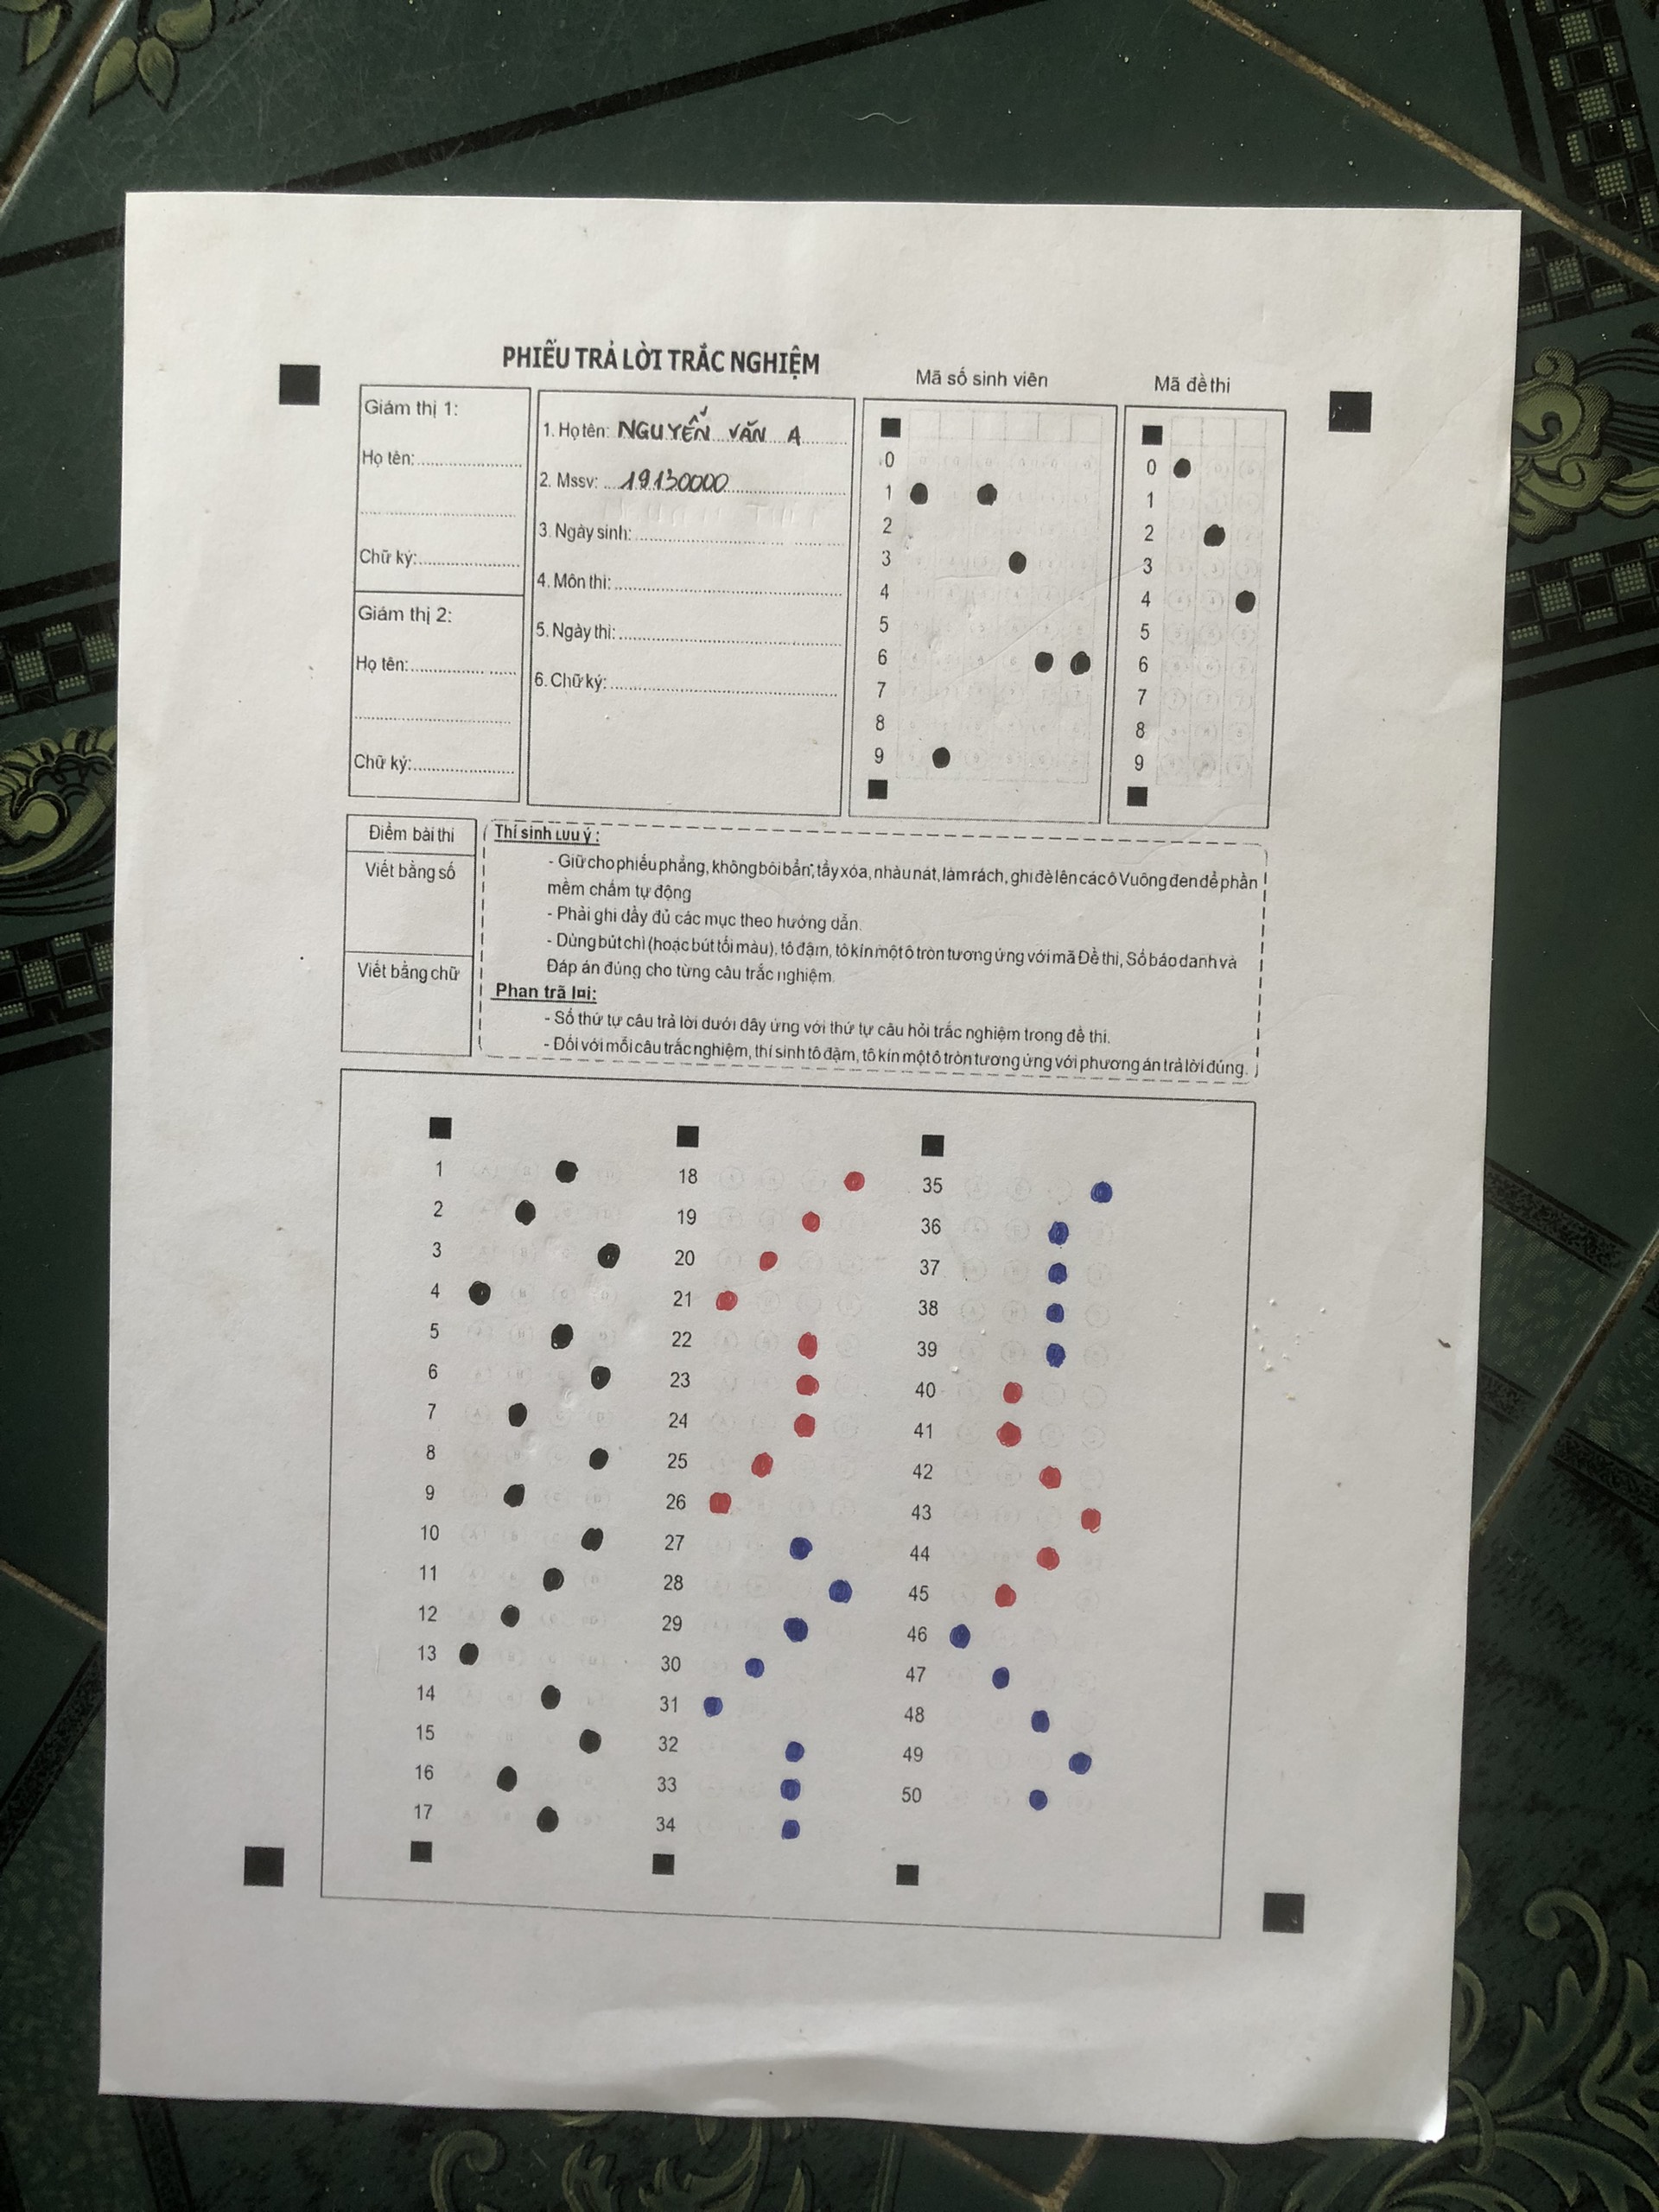 PHIẾU TRẢ LỜI TRẮC NGHIỆM
Giám thị 1:
Họ tên:
Chữ ký:
Giám thị 2:
Họ tên:
Chữ ký:
1. Họ tên: NGUYỄN VĂN A
2. Mssv: 19130000
3. Ngày sinh:
4. Môn thi:
5. Ngày thi:
6. Chữ ký:
Mã số sinh viên
0
1
2
3
4
5
6
7
8
9
Mã đề thi
0
1
2
3
4
5
6
7
8
9
Điểm bài thi
Viết bằng số
Viết bằng chữ
Thí sinh lưu ý:
- Giữ cho phiếu phẳng, không bôi bẩn, tẩy xóa, nhàu nát, làm rách, ghi đè lên các ô Vuông đen để phần
mềm chấm tự động
- Phải ghi đầy đủ các mục theo hướng dẫn.
- Dùng bút chì (hoặc bút tối màu), tô đậm, tô kín một ô tròn tương ứng với mã Đề thi, Số báo danh và
Đáp án đúng cho từng câu trắc nghiệm.
Phan trã lơi:
- Số thứ tự câu trả lời dưới đây ứng với thứ tự câu hỏi trắc nghiệm trong đề thi.
- Đối với mỗi câu trắc nghiệm, thí sinh tô đậm, tô kín một ô tròn tương ứng với phương án trả lời đúng.
1
2
3
4
5
6
7
8
9
10
11
12
13
14
15
16
17
18
19
20
21
22
23
24
25
26
27
28
29
30
31
32
33
34
35
36
37
38
39
40
41
42
43
44
45
46
47
48
49
50